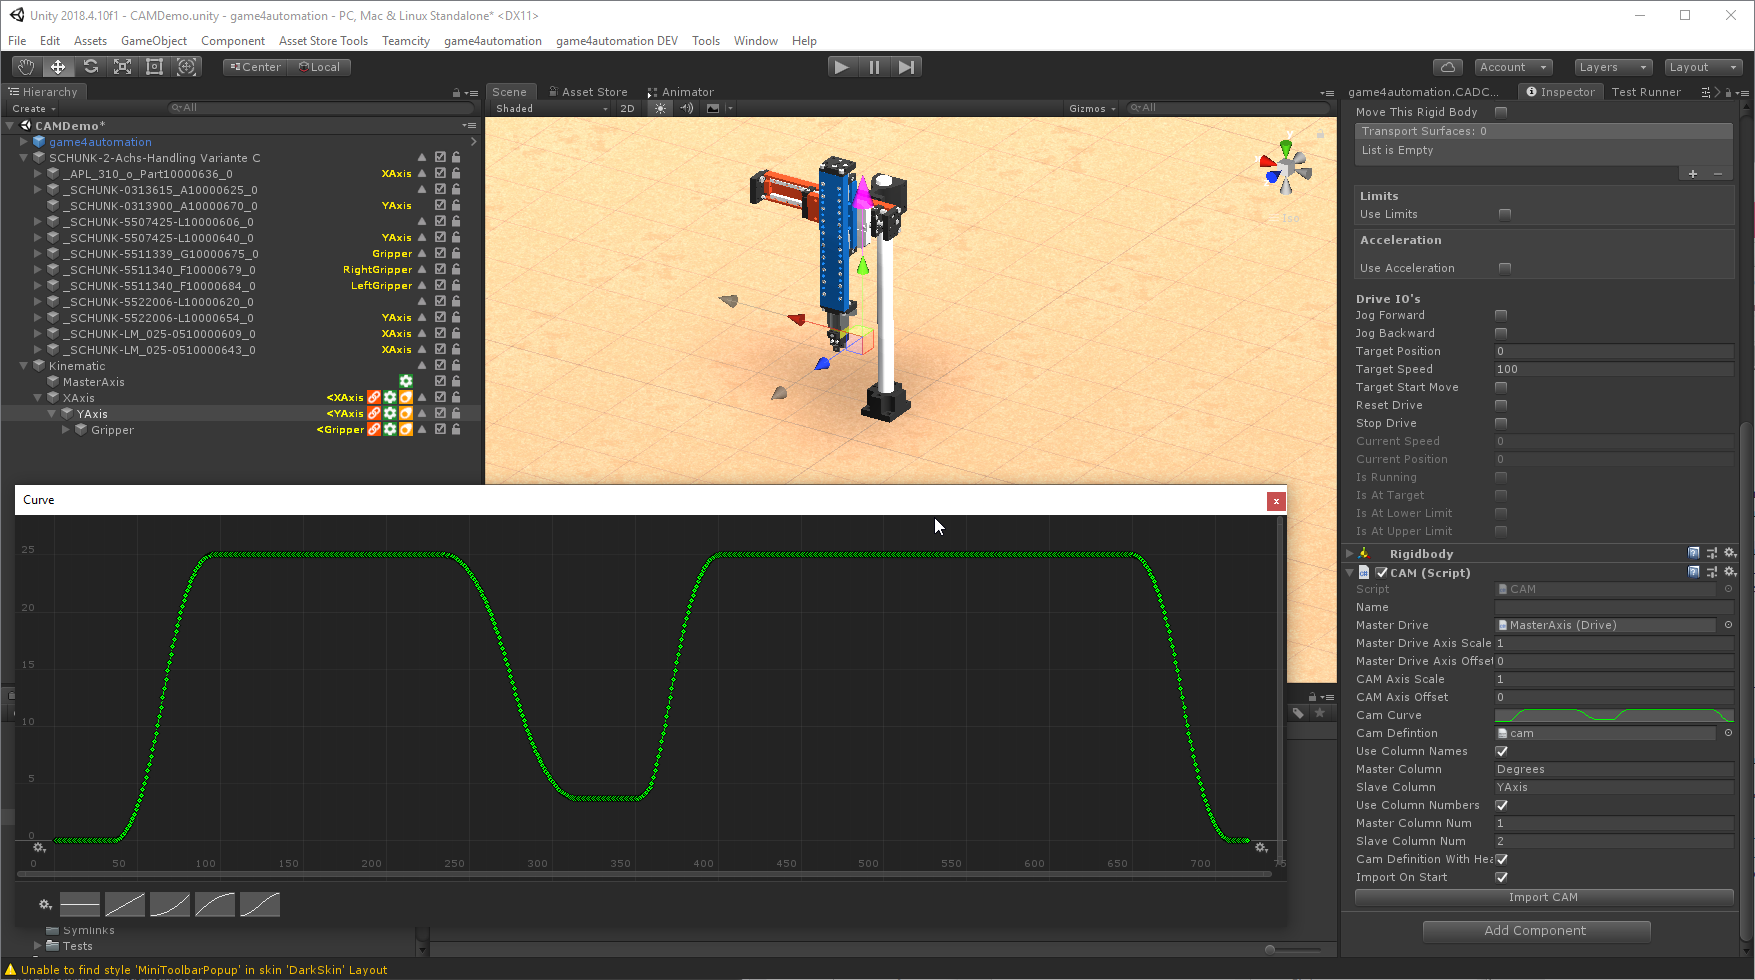 Unity 2018.4.10f1 - CAMDemo.unity - game4automation - PC, Mac & Linux Standalone* <DX11>
File Edit Assets GameObject Component Asset Store Tools Teamcity game4automation game4automation DEV Tools Window Help
Center Local Account Layers Layout
Hierarchy
Create All
CAMDemo*
game4automation
SCHUNK-2-Achs-Handling Variante C
_APL_310_o_Part10000636_0 XAxis
_SCHUNK-0313615_A10000625_0
_SCHUNK-0313900_A10000670_0 YAxis
_SCHUNK-5507425-L10000606_0
_SCHUNK-5507425-L10000640_0 YAxis
_SCHUNK-5511339_G10000675_0 Gripper
_SCHUNK-5511340_F10000679_0 RightGripper
_SCHUNK-5511340_F10000684_0 LeftGripper
_SCHUNK-5522006-L10000620_0
_SCHUNK-5522006-L10000654_0 YAxis
_SCHUNK-LM_025-0510000609_0 XAxis
_SCHUNK-LM_025-0510000643_0 XAxis
Kinematic
MasterAxis
XAxis <XAxis
YAxis <YAxis
Gripper <Gripper
Scene Asset Store Animator
Shaded 2D Gizmos All
y
Iso
Curve
25
20
15
10
5
0
0 50 100 150 200 250 300 350 400 450 500 550 600 650 700 75
Symlinks
Tests
Unable to find style 'MiniToolbarPopup' in skin 'DarkSkin' Layout
game4automation.CADC... Inspector Test Runner
Move This Rigid Body
Transport Surfaces: 0
List is Empty
Limits
Use Limits
Acceleration
Use Acceleration
Drive IO's
Jog Forward
Jog Backward
Target Position 0
Target Speed 100
Target Start Move
Reset Drive
Stop Drive
Current Speed 0
Current Position 0
Is Running
Is At Target
Is At Lower Limit
Is At Upper Limit
Rigidbody
CAM (Script)
Script CAM
Name
Master Drive MasterAxis (Drive)
Master Drive Axis Scale 1
Master Drive Axis Offset 0
CAM Axis Scale 1
CAM Axis Offset 0
Cam Curve
Cam Defintion cam
Use Column Names
Master Column Degrees
Slave Column YAxis
Use Column Numbers
Master Column Num 1
Slave Column Num 2
Cam Definition With Hea
Import On Start
Import CAM
Add Component